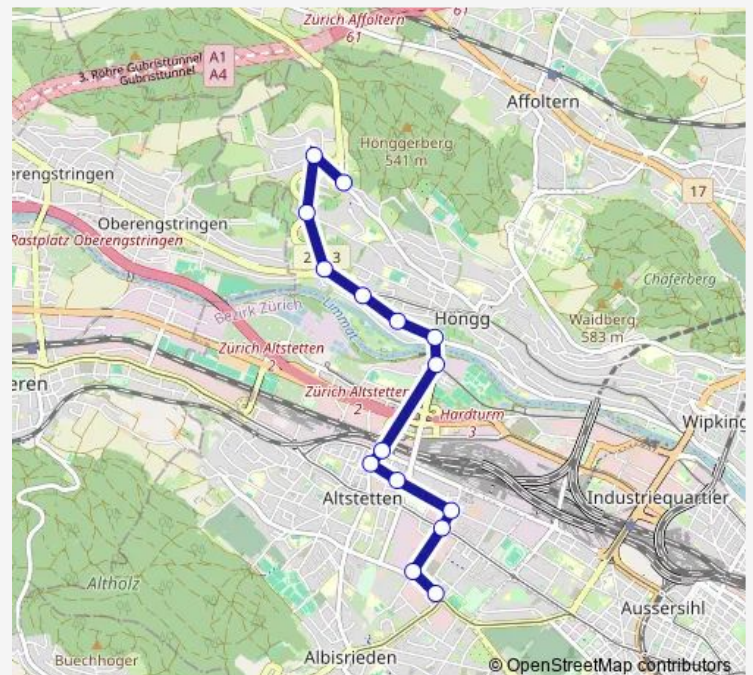 Zürich Affoltern
61
61
3. Röhre Gubristtunnel
Gubristtunnel
A1
A4
Affoltern
Hönggerberg
541 m
erengstringen
17
Oberengstringen
Rastplatz Oberengstringen
2
3
Käferberg
Bezirk Zürich
Limmat
Höngg
Waidberg
583 m
Zürich Altstetten
2
eren
Zürich Altstetter
2
Hardturm
3
Wipking
Altstetten
Industriequartier
Altholz
Aussersihl
Buechhoger
Albisrieden
© OpenStreetMap contributors